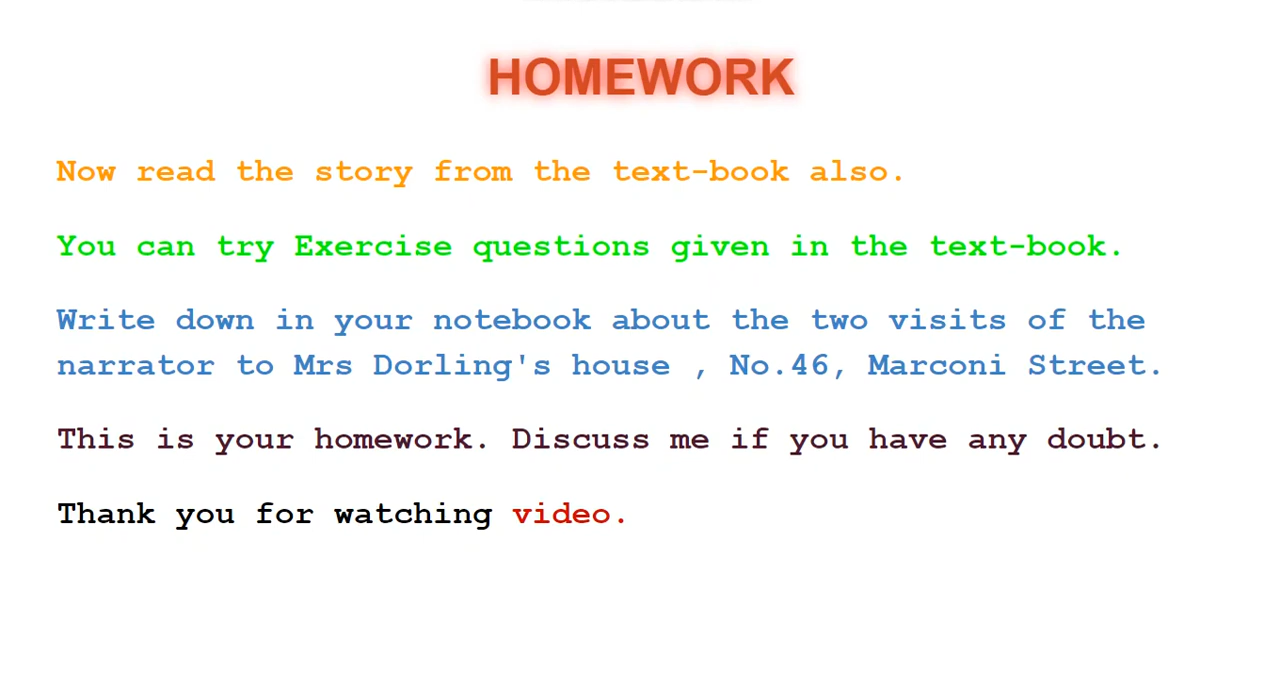 HOMEWORK
Now read the story from the text-book also.
You can try Exercise questions given in the text-book.
Write down in your notebook about the two visits of the
narrator to Mrs Dorling's house , No.46, Marconi Street.
This is your homework. Discuss me if you have any doubt.
Thank you for watching video.